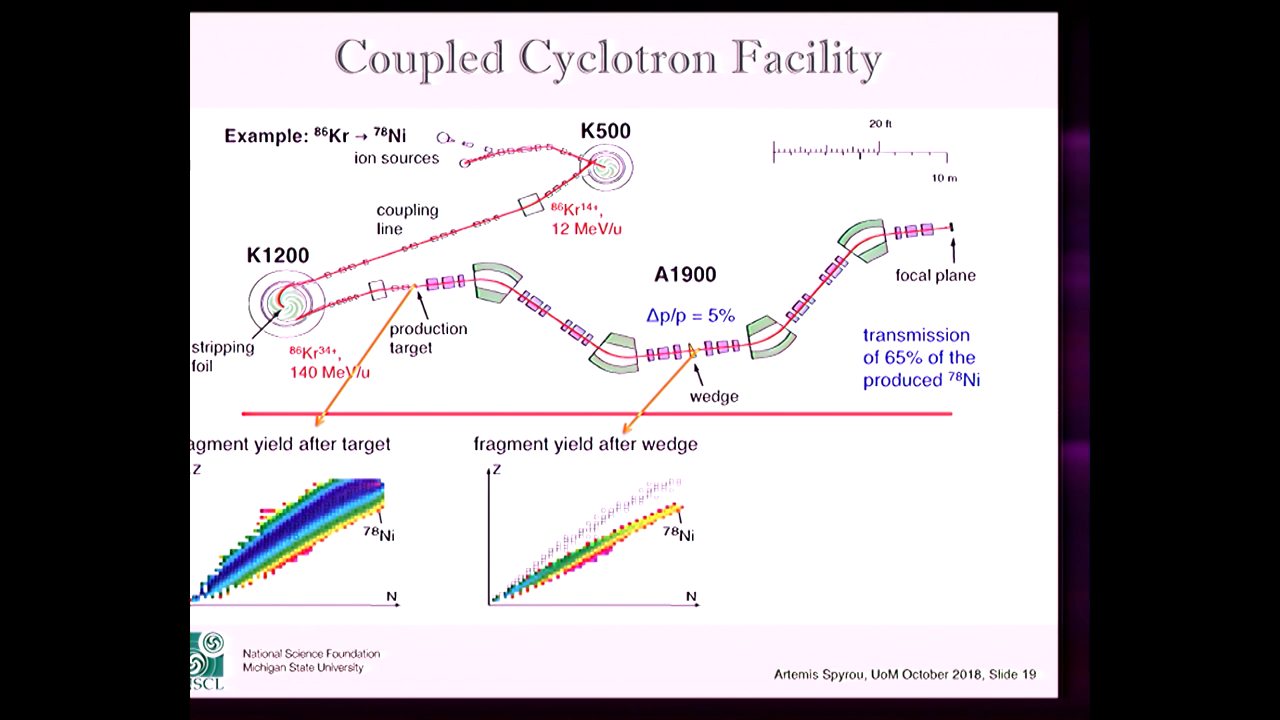 Coupled Cyclotron Facility
Example: ⁸⁶Kr → ⁷⁸Ni
ion sources
K500
20 ft
10 m
coupling
line
⁸⁶Kr¹⁴⁺,
12 MeV/u
K1200
A1900
focal plane
Δp/p = 5%
production
target
stripping
foil
⁸⁶Kr³⁴⁺,
140 MeV/u
wedge
transmission
of 65% of the
produced ⁷⁸Ni
agment yield after target
fragment yield after wedge
Z
⁷⁸Ni
N
Z
⁷⁸Ni
N
National Science Foundation
Michigan State University
SCL
Artemis Spyrou, UoM October 2018, Slide 19